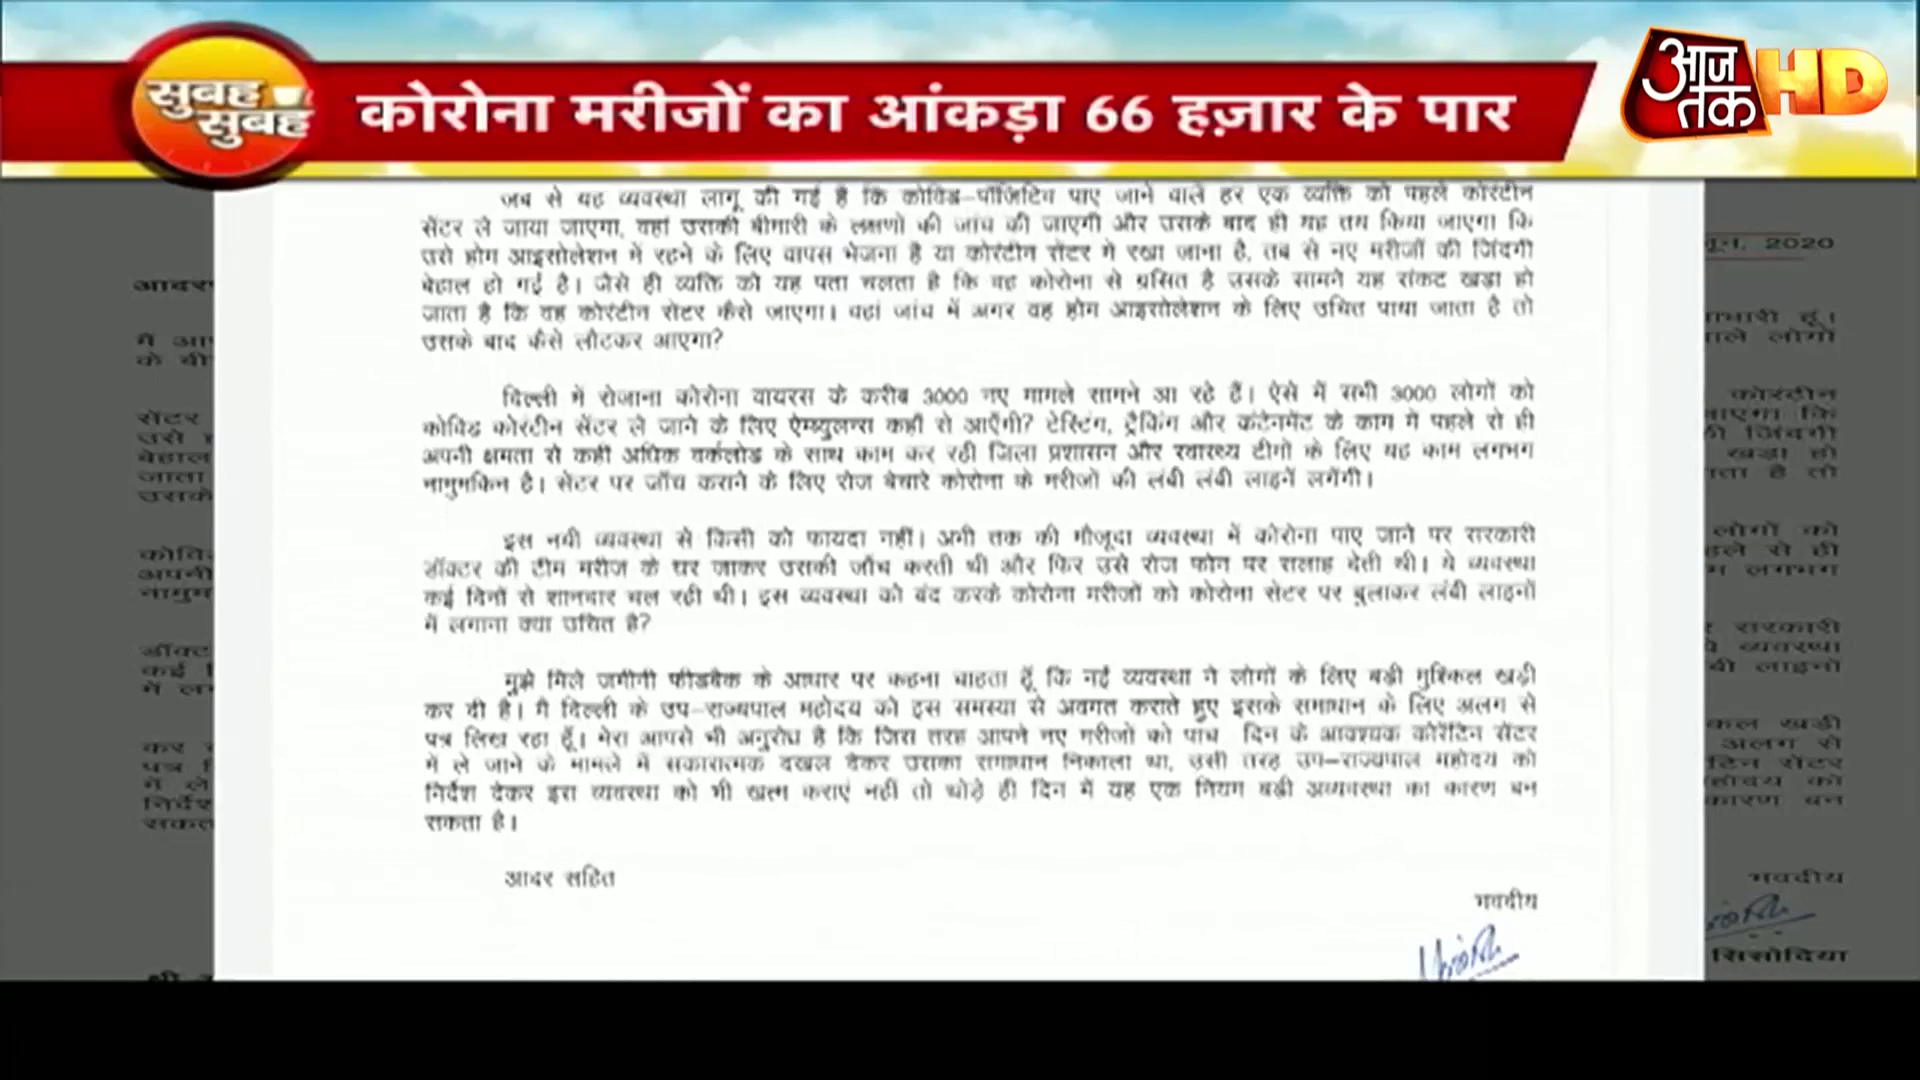 सुबह
सुबह
कोरोना मरीजों का आंकड़ा 66 हज़ार के पार
आज
तक HD
जब से यह व्यवस्था लागू की गई है कि कोविड-पॉजिटिव पाए जाने वाले हर एक व्यक्ति को पहले कोरंटीन
सेंटर ले जाया जाएगा, वहां उसकी बीमारी के लक्षणों की जांच की जाएगी और उसके बाद ही यह तय किया जाएगा कि
उसे होम आइसोलेशन में रहने के लिए वापस भेजना है या कोरंटीन सेंटर में रखा जाना है, तब से नए मरीजों की जिंदगी
बेहाल हो गई है। जैसे ही व्यक्ति को यह पता चलता है कि वह कोरोना से ग्रसित है उसके सामने यह संकट खड़ा हो
जाता है कि वह कोरंटीन सेंटर कैसे जाएगा। वहां जांच में अगर वह होम आइसोलेशन के लिए उचित पाया जाता है तो
उसके बाद कैसे लौटकर आएगा?
दिल्ली में रोजाना कोरोना वायरस के करीब 3000 नए मामले सामने आ रहे हैं। ऐसे में सभी 3000 लोगों को
कोविड कोरंटीन सेंटर ले जाने के लिए ऐम्ब्युलन्स कहाँ से आएँगी? टेस्टिंग, ट्रैकिंग और कंटेनमेंट के काम में पहले से ही
अपनी क्षमता से कहीं अधिक वर्कलोड के साथ काम कर रही जिला प्रशासन और स्वास्थ्य टीमों के लिए यह काम लगभग
नामुमकिन है। सेंटर पर जाँच कराने के लिए रोज बेचारे कोरोना के मरीजों की लंबी लंबी लाइनें लगेंगी।
इस नयी व्यवस्था से किसी को फायदा नहीं। अभी तक की मौजूदा व्यवस्था में कोरोना पाए जाने पर सरकारी
डॉक्टर की टीम मरीज के घर जाकर उसकी जाँच करती थी और फिर उसे रोज फोन पर सलाह देती थी। ये व्यवस्था
कई दिनों से शानदार चल रही थी। इस व्यवस्था को बंद करके कोरोना मरीजों को कोरोना सेंटर पर बुलाकर लंबी लाइनों
में लगाना क्या उचित है?
मुझे मिले जमीनी फीडबैक के आधार पर कहना चाहता हूँ कि नई व्यवस्था ने लोगों के लिए बड़ी मुश्किल खड़ी
कर दी है। मैं दिल्ली के उप-राज्यपाल महोदय को इस समस्या से अवगत कराते हुए इसके समाधान के लिए अलग से
पत्र लिख रहा हूँ। मेरा आपसे भी अनुरोध है कि जिस तरह आपने नए मरीजों को पांच दिन के आवश्यक कोरेंटिन सेंटर
में ले जाने के मामले में सकारात्मक दखल देकर उसका समाधान निकाला था, उसी तरह उप-राज्यपाल महोदय को
निर्देश देकर इस व्यवस्था को भी खत्म कराएं नहीं तो थोड़े ही दिन में यह एक नियम बड़ी अव्यवस्था का कारण बन
सकता है।
आदर सहित
भवदीय
2020
भवदीय
सिसोदिया